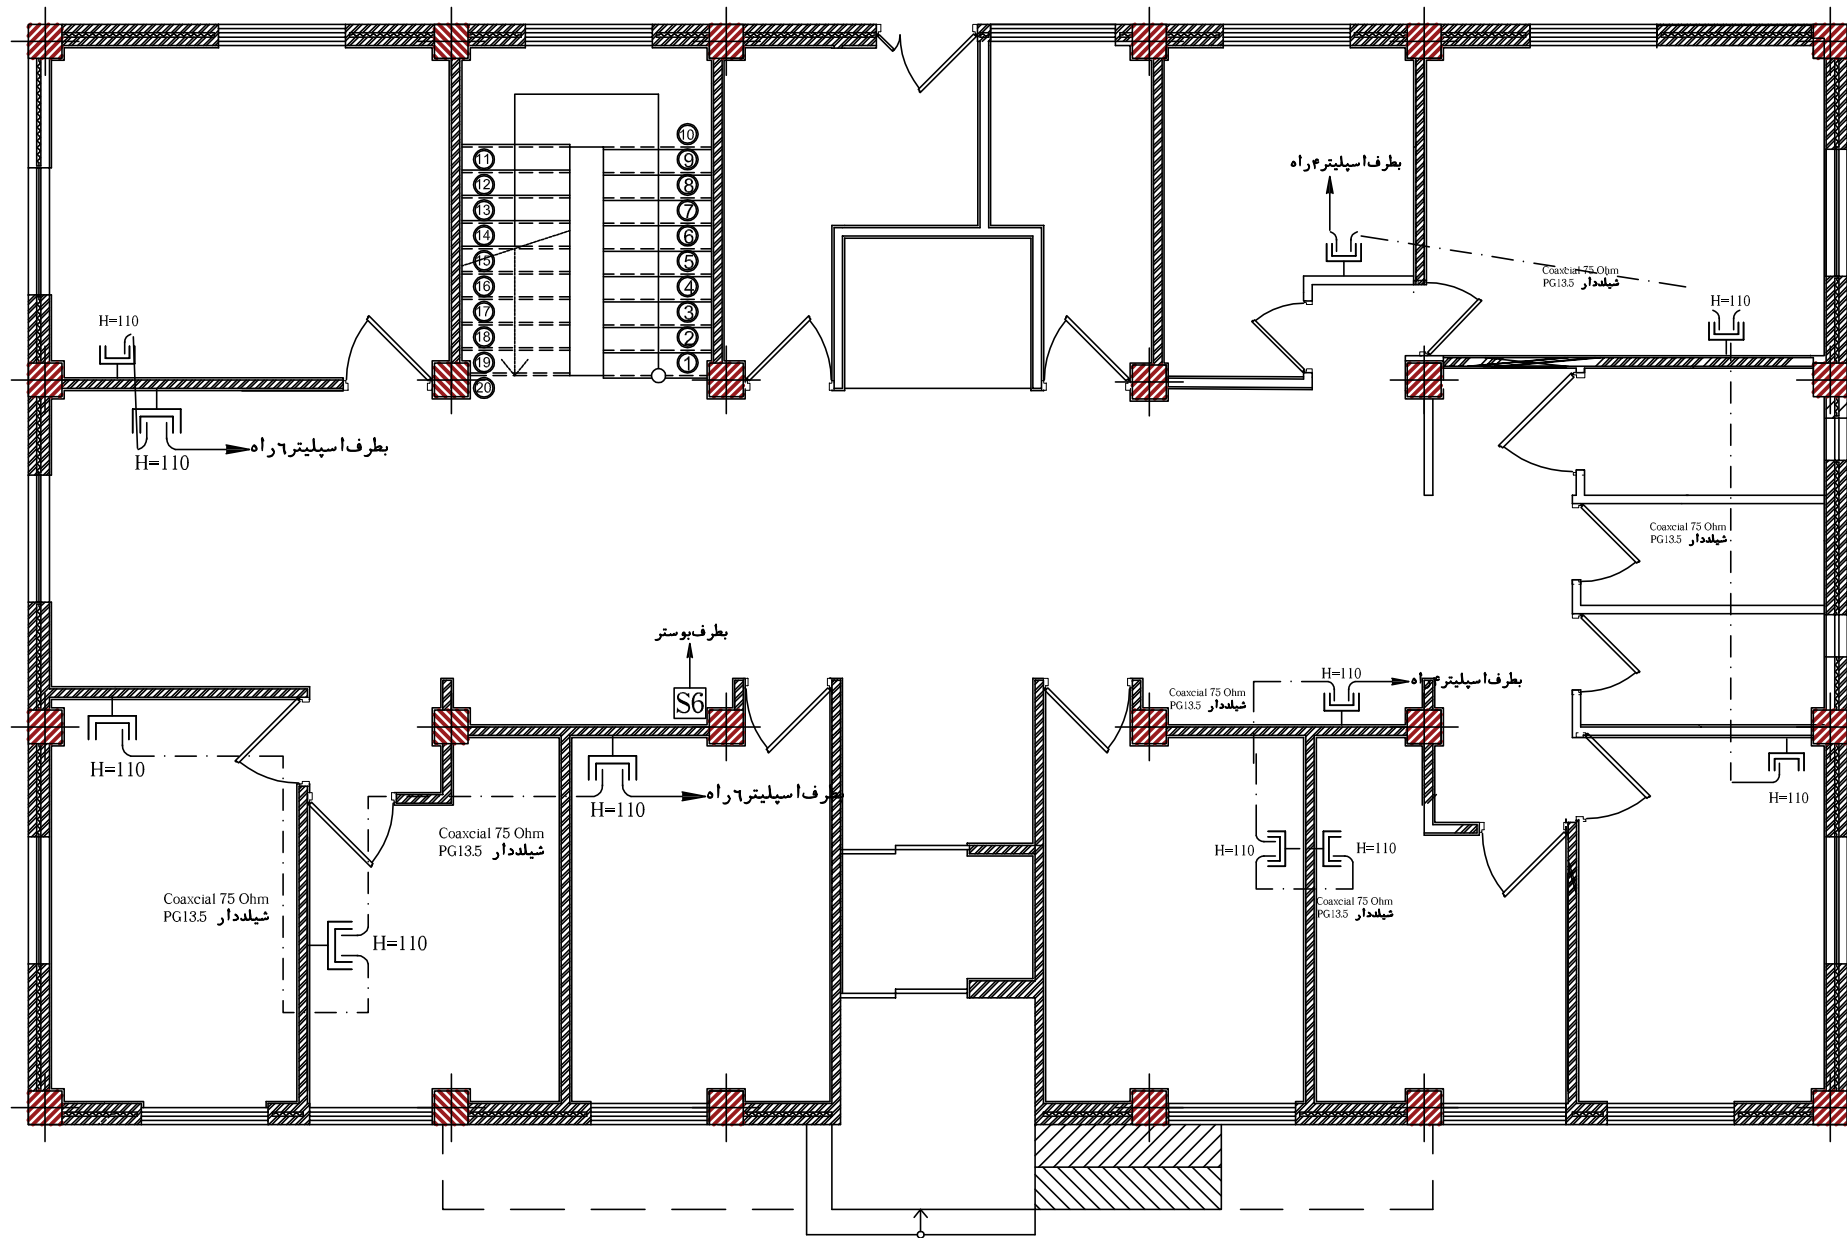 10
11
9
12
8
13
7
14
6
15
5
16
4
17
3
18
2
19
1
20
بطرف اسپلیتر۴راه
Coaxcial 75 Ohm
PG13.5 شیلددار
H=110
H=110
H=110
بطرف اسپلیتر٦راه
Coaxcial 75 Ohm
PG13.5 شیلددار
بطرف بوستر
S6
H=110
بطرف اسپلیتر
راه
Coaxcial 75 Ohm
PG13.5 شیلددار
H=110
H=110
بطرف اسپلیتر٦راه
H=110
H=110
Coaxcial 75 Ohm
PG13.5 شیلددار
H=110
H=110
Coaxcial 75 Ohm
PG13.5 شیلددار
Coaxcial 75 Ohm
PG13.5 شیلددار
H=110